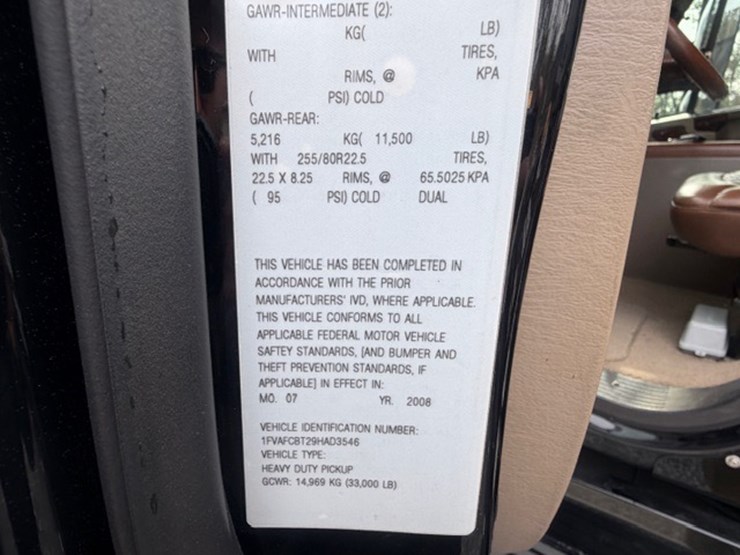 GAWR-INTERMEDIATE (2):
KG( LB)
WITH TIRES,
RIMS, @ KPA
( PSI) COLD
GAWR-REAR:
5,216 KG( 11,500 LB)
WITH 255/80R22.5 TIRES,
22.5 X 8.25 RIMS, @ 65.5025 KPA
( 95 PSI) COLD DUAL
THIS VEHICLE HAS BEEN COMPLETED IN
ACCORDANCE WITH THE PRIOR
MANUFACTURERS' IVD, WHERE APPLICABLE.
THIS VEHICLE CONFORMS TO ALL
APPLICABLE FEDERAL MOTOR VEHICLE
SAFTEY STANDARDS, [AND BUMPER AND
THEFT PREVENTION STANDARDS, IF
APPLICABLE] IN EFFECT IN:
MO. 07 YR. 2008
VEHICLE IDENTIFICATION NUMBER:
1FVAFCBT29HAD3546
VEHICLE TYPE:
HEAVY DUTY PICKUP
GCWR: 14,969 KG (33,000 LB)